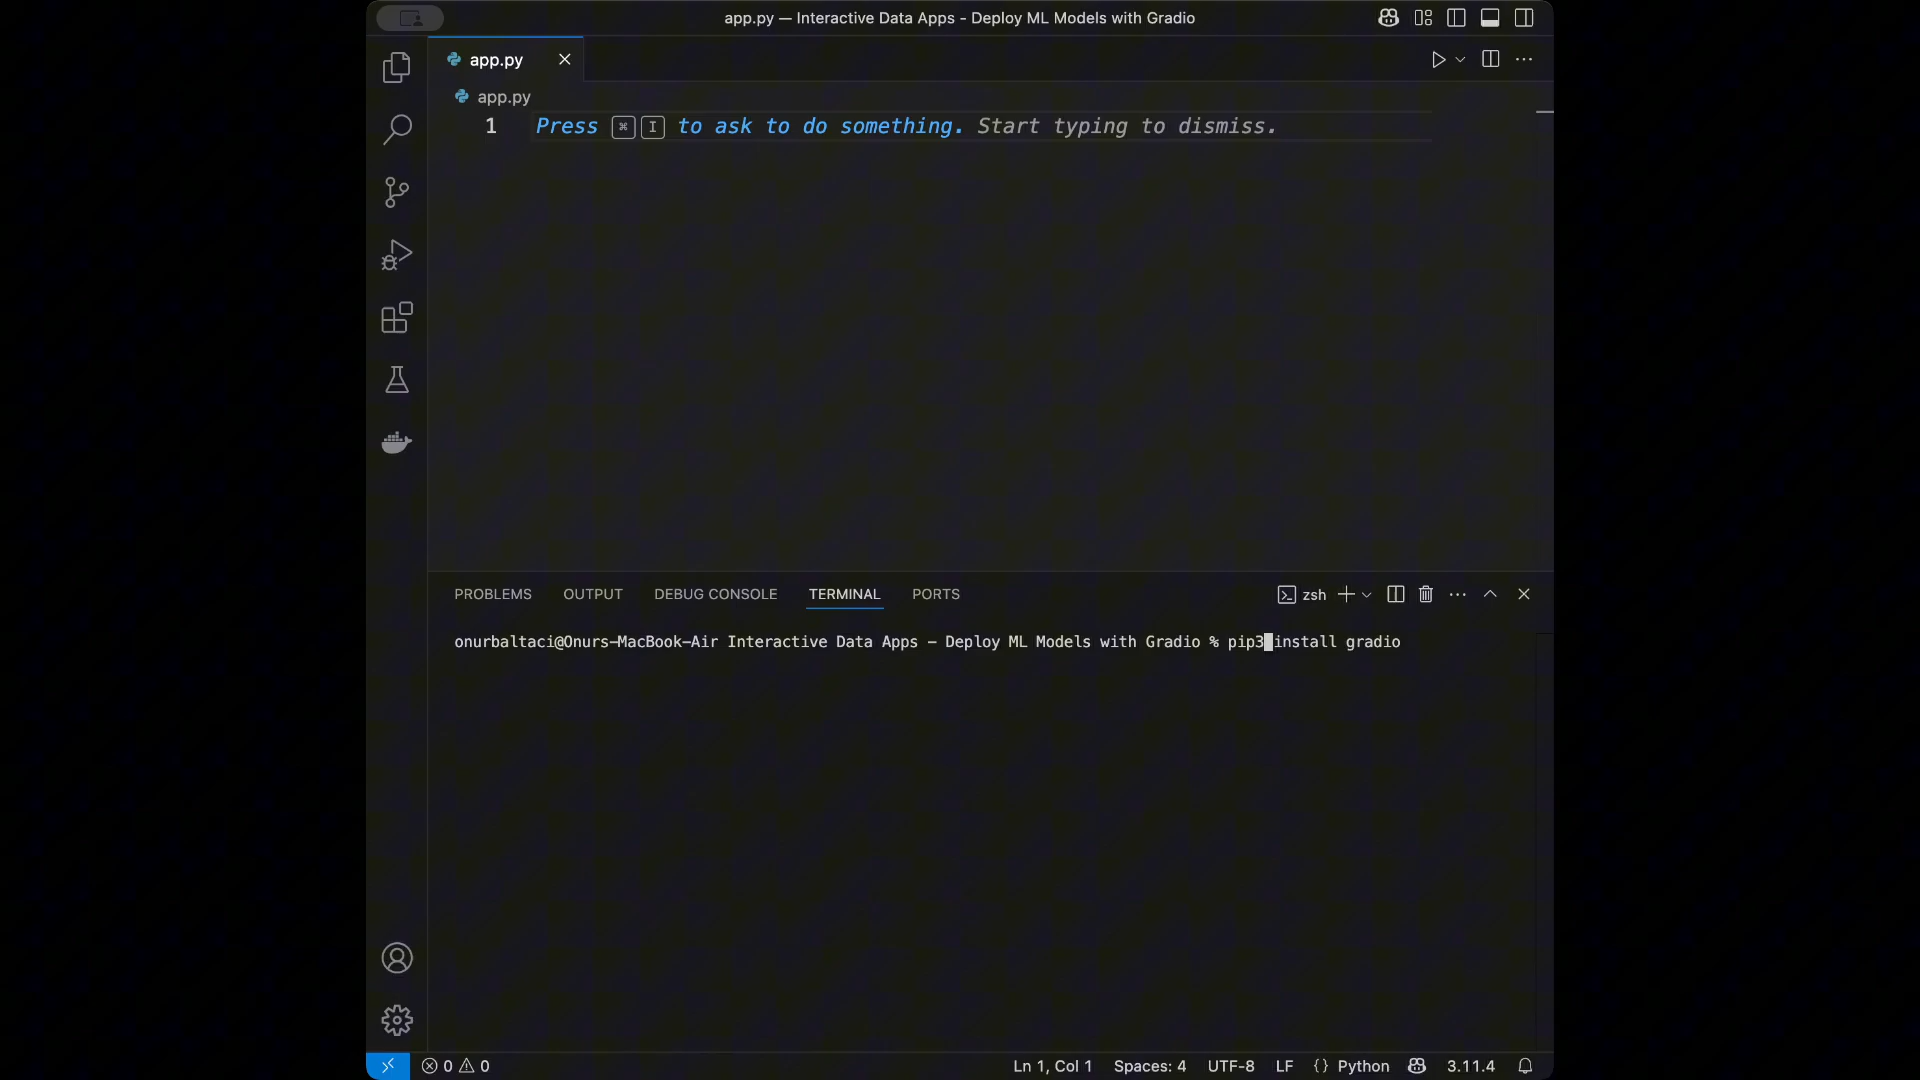 app.py — Interactive Data Apps - Deploy ML Models with Gradio
app.py
app.py
1 Press ⌘ I to ask to do something. Start typing to dismiss.
PROBLEMS OUTPUT DEBUG CONSOLE TERMINAL PORTS zsh
onurbaltaci@Onurs-MacBook-Air Interactive Data Apps - Deploy ML Models with Gradio % pip3 install gradio
0 0 Ln 1, Col 1 Spaces: 4 UTF-8 LF {} Python 3.11.4